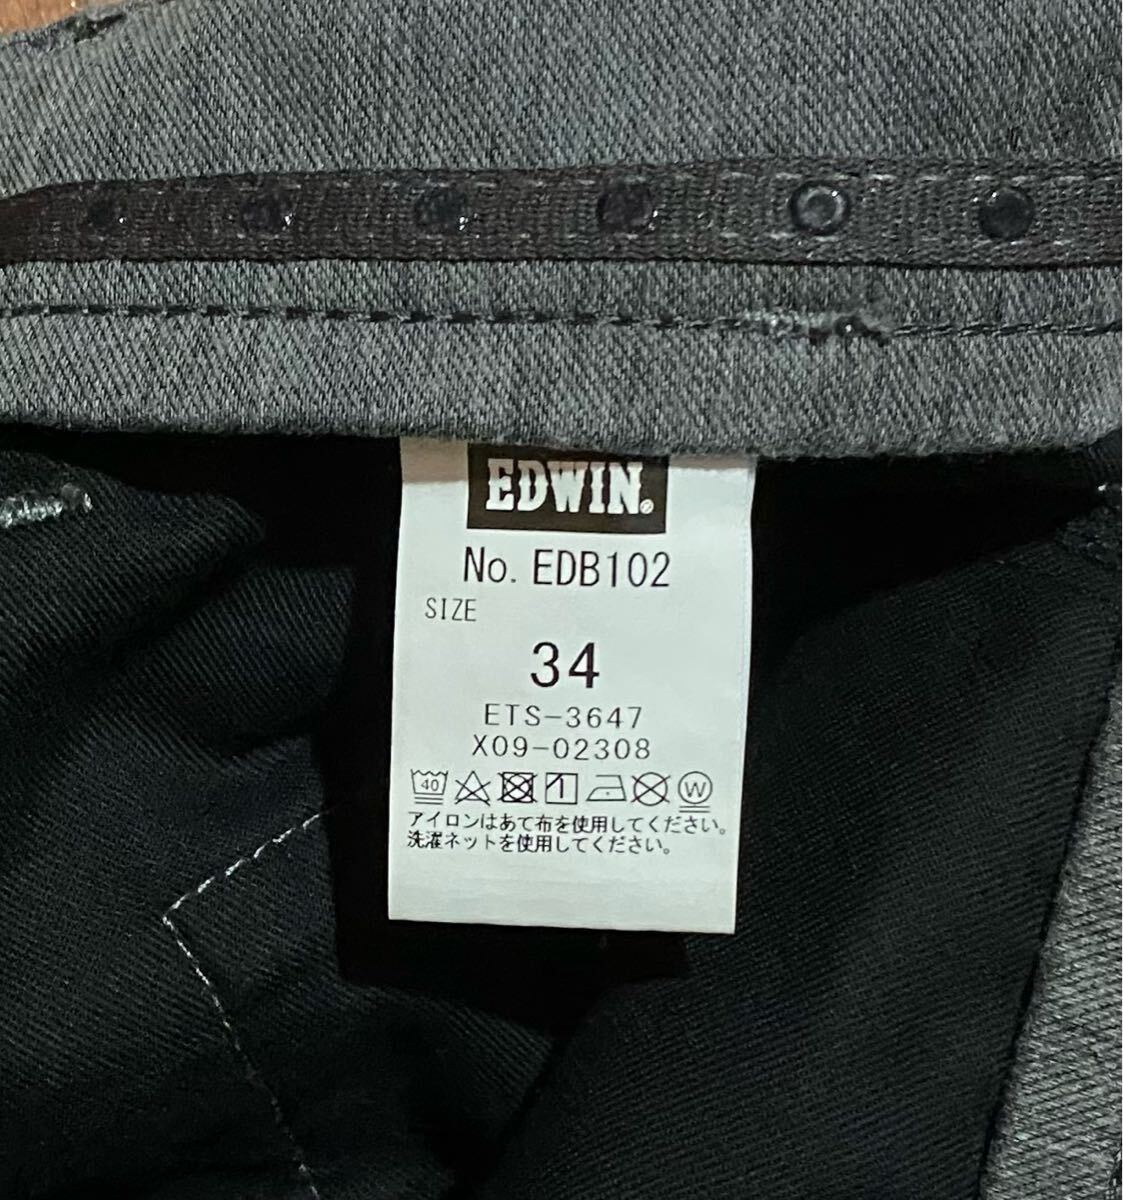 EDWIN®
No. EDB102
SIZE
34
ETS-3647
X09-02308
40 W
アイロンはあて布を使用してください。
洗濯ネットを使用してください。